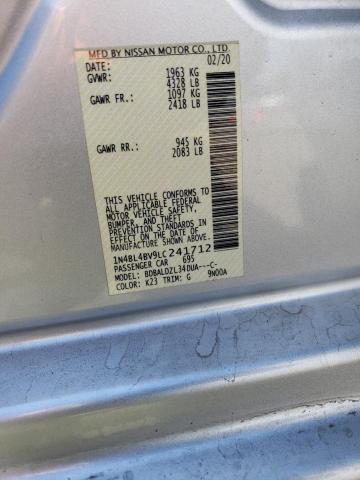 MFD BY NISSAN MOTOR CO., LTD.
DATE: 02/20
GVWR: 1963 KG
4328 LB
GAWR FR.: 1097 KG
2418 LB
GAWR RR.: 945 KG
2083 LB
THIS VEHICLE CONFORMS TO
ALL APPLICABLE FEDERAL
MOTOR VEHICLE SAFETY,
BUMPER, AND THEFT
PREVENTION STANDARDS IN
EFFECT ON THE DATE OF
MANUFACTURE SHOWN ABOVE.
1N4BL4BV9LC241712
PASSENGER CAR 695
MODEL: BDBALDZL34DUA---C-
COLOR: K23 TRIM: G 9N00A